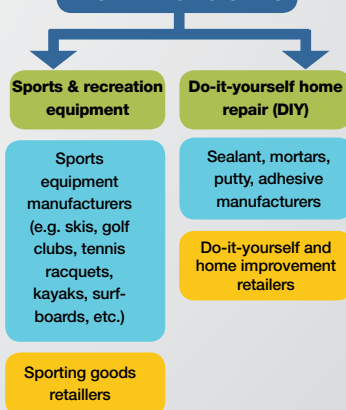 Sports & recreation
equipment
Sports
equipment
manufacturers
(e.g. skis, golf
clubs, tennis
racquets,
kayaks, surf-
boards, etc.)
Sporting goods
retaillers
Do-it-yourself home
repair (DIY)
Sealant, mortars,
putty, adhesive
manufacturers
Do-it-yourself and
home improvement
retailers